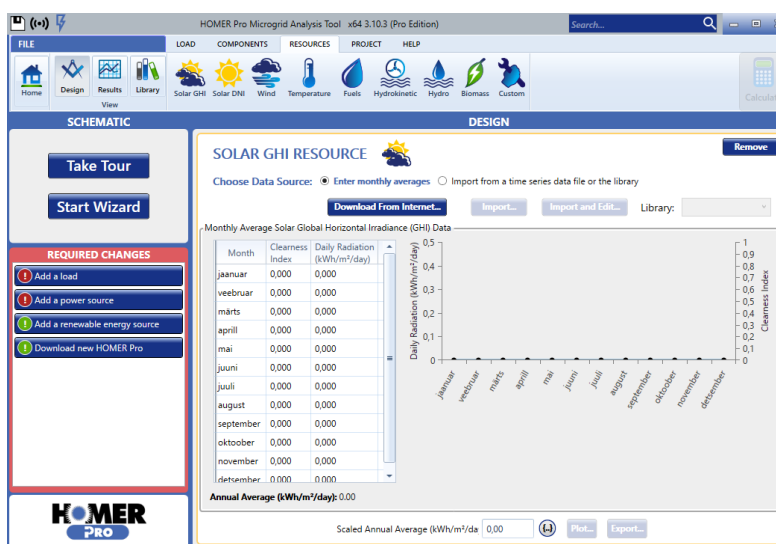 HOMER Pro Microgrid Analysis Tool x64 3.10.3 (Pro Edition)
Search...
FILE
LOAD COMPONENTS RESOURCES PROJECT HELP
Home
Design Results Library
View
Solar GHI Solar DNI Wind Temperature Fuels Hydrokinetic Hydro Biomass Custom
SCHEMATIC
DESIGN
Take Tour
Start Wizard
REQUIRED CHANGES
Add a load
Add a power source
Add a renewable energy source
Download new HOMER Pro
HOMER
PRO
SOLAR GHI RESOURCE
Remove
Choose Data Source: Enter monthly averages Import from a time series data file or the library
Download From Internet... Import... Import and Edit... Library:
Monthly Average Solar Global Horizontal Irradiance (GHI) Data
Month Clearness Index Daily Radiation (kWh/m²/day)
jaanuar 0,000 0,000
veebruar 0,000 0,000
märts 0,000 0,000
aprill 0,000 0,000
mai 0,000 0,000
juuni 0,000 0,000
juuli 0,000 0,000
august 0,000 0,000
september 0,000 0,000
oktoober 0,000 0,000
november 0,000 0,000
detsember 0,000 0,000
Annual Average (kWh/m²/day): 0.00
Daily Radiation (kWh/m²/day)
0,5
0,4
0,3
0,2
0,1
0
1
0,9
0,8
0,7
0,6
0,5
0,4
0,3
0,2
0,1
0
Clearness Index
jaanuar veebruar märts aprill mai juuni juuli august september oktoober november detsember
Scaled Annual Average (kWh/m²/da 0,00 {..} Plot... Export...